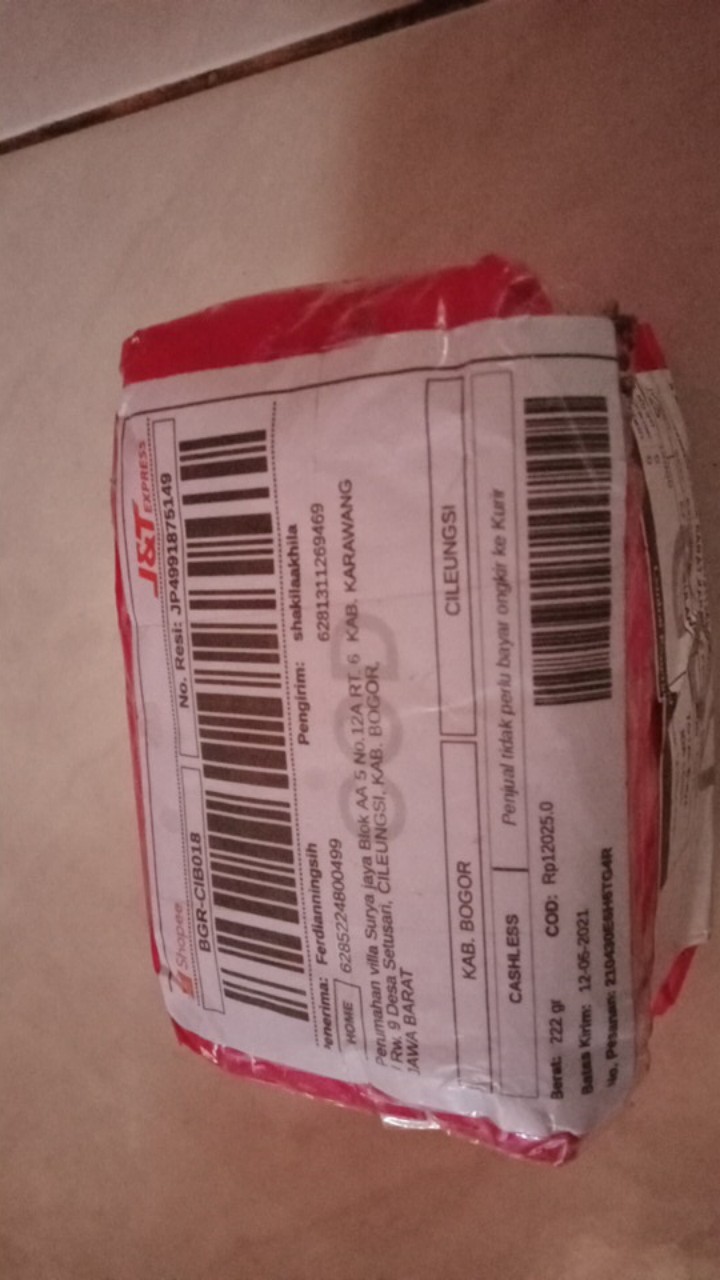 Shopee
J&T EXPRESS
BGR-CIB018
No. Resi: JP4991875149
Penerima: Ferdianningsih
Pengirim: shakilaakhila
HOME 6285224800499
6281311269469
Perumahan villa Surya jaya Blok AA 5 No.12A RT. 6
KAB. KARAWANG
/ Rw. 9 Desa Setusari, CILEUNGSI, KAB. BOGOR,
JAWA BARAT
COD
KAB. BOGOR
CILEUNGSI
CASHLESS
Penjual tidak perlu bayar ongkir ke Kurir
Berat: 222 gr
COD: Rp12025.0
Batas Kirim: 12-05-2021
No. Pesanan: